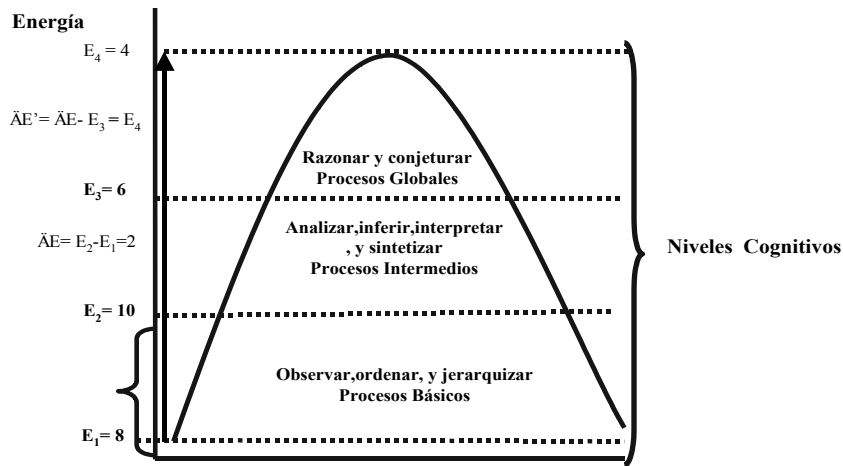 Energía
E₄ = 4
ÄE’= ÄE- E₃ = E₄
Razonar y conjeturar
Procesos Globales
E₃= 6
Analizar,inferir,interpretar
, y sintetizar
Procesos Intermedios
ÄE= E₂-E₁=2
Niveles Cognitivos
E₂= 10
Observar,ordenar, y jerarquizar
Procesos Básicos
E₁= 8